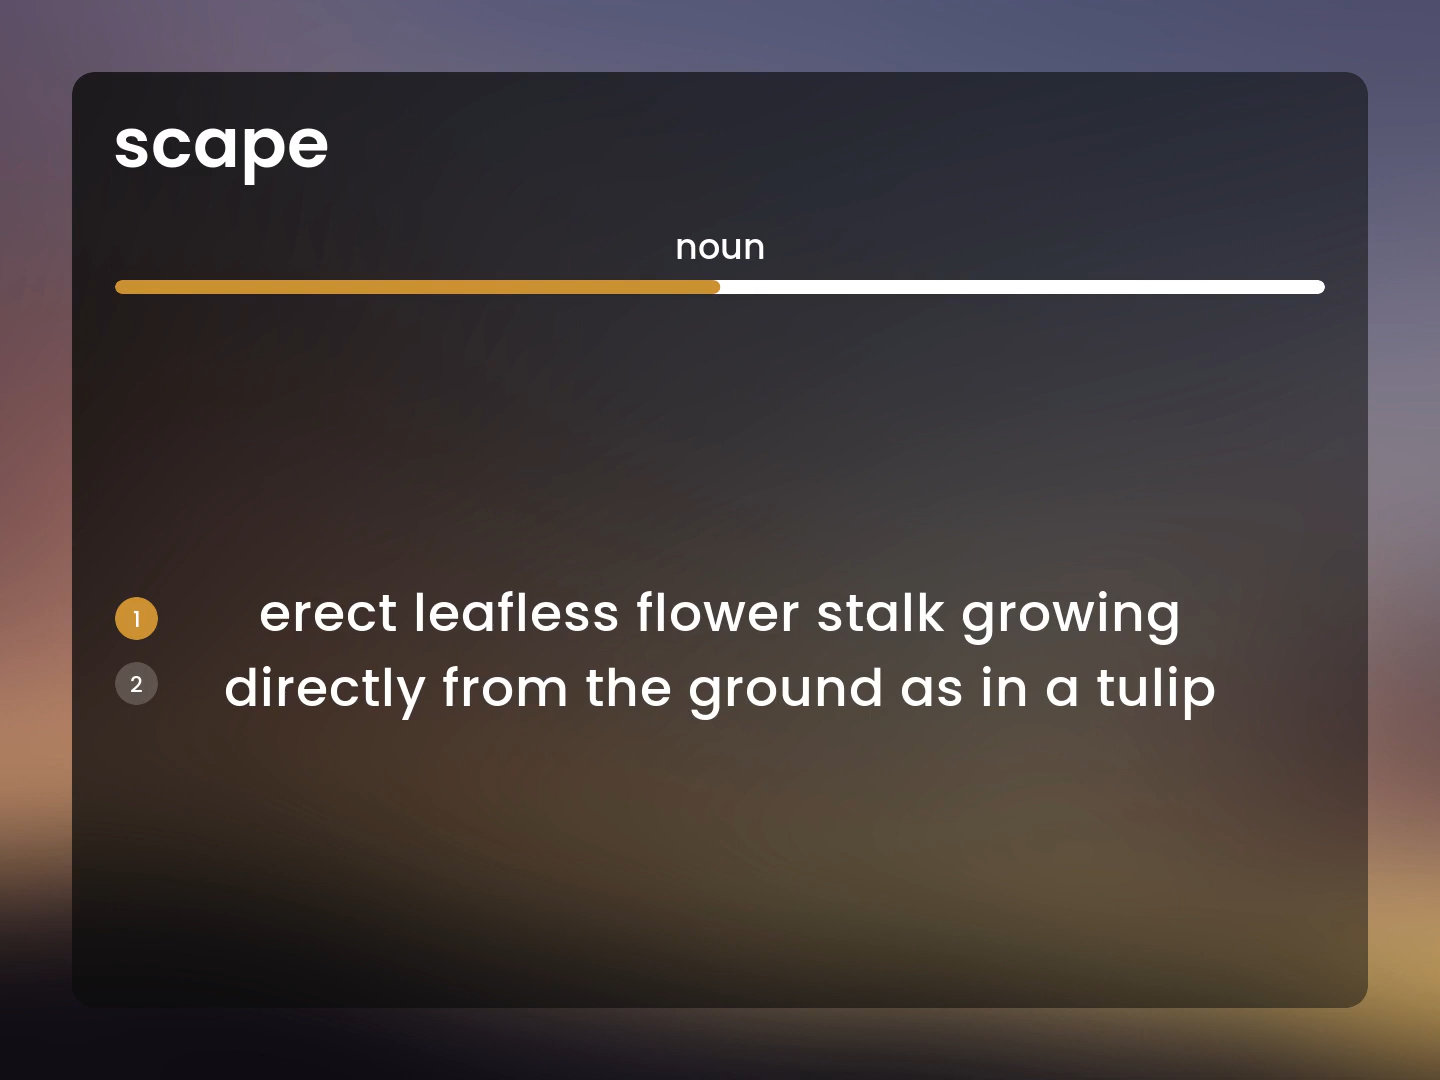 scape
noun
1
erect leafless flower stalk growing
2
directly from the ground as in a tulip